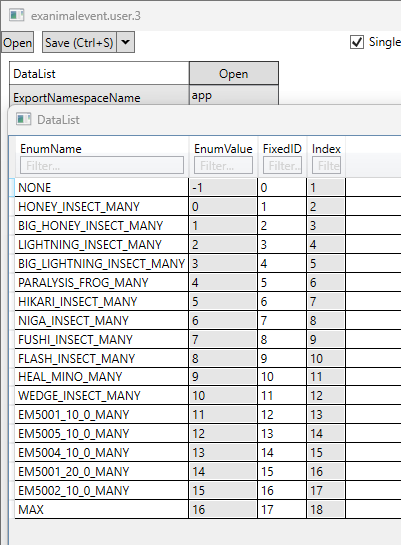 exanimalevent.user.3
Open Save (Ctrl+S) Single
DataList Open
ExportNamespaceName app
DataList
EnumName EnumValue FixedID Index
Filter... Filter... Filter... Filter
NONE -1 0 1
HONEY_INSECT_MANY 0 1 2
BIG_HONEY_INSECT_MANY 1 2 3
LIGHTNING_INSECT_MANY 2 3 4
BIG_LIGHTNING_INSECT_MANY 3 4 5
PARALYSIS_FROG_MANY 4 5 6
HIKARI_INSECT_MANY 5 6 7
NIGA_INSECT_MANY 6 7 8
FUSHI_INSECT_MANY 7 8 9
FLASH_INSECT_MANY 8 9 10
HEAL_MINO_MANY 9 10 11
WEDGE_INSECT_MANY 10 11 12
EM5001_10_0_MANY 11 12 13
EM5005_10_0_MANY 12 13 14
EM5004_10_0_MANY 13 14 15
EM5001_20_0_MANY 14 15 16
EM5002_10_0_MANY 15 16 17
MAX 16 17 18